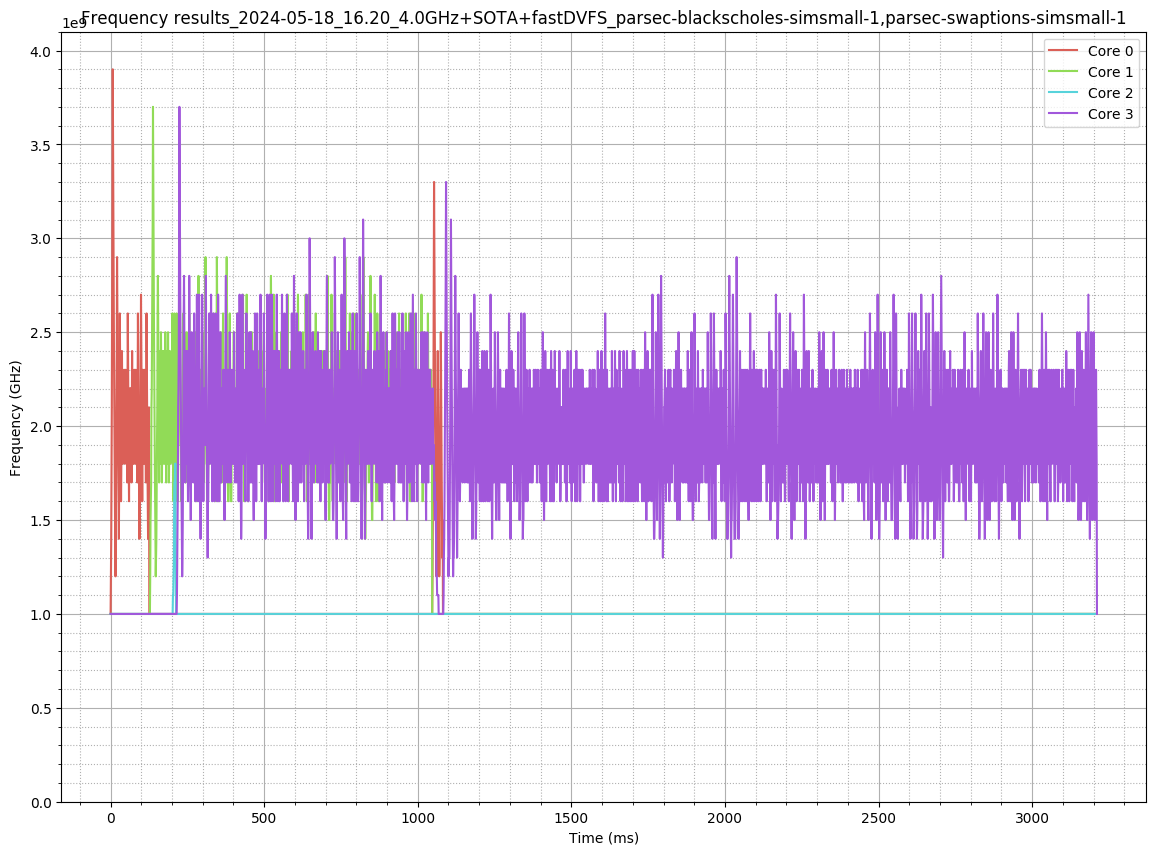 Frequency results_2024-05-18_16.20_4.0GHz+SOTA+fastDVFS_parsec-blackscholes-simsmall-1,parsec-swaptions-simsmall-1
1e9
4.0
3.5
3.0
2.5
2.0
1.5
1.0
0.5
0.0
Frequency (GHz)
Core 0
Core 1
Core 2
Core 3
0 500 1000 1500 2000 2500 3000
Time (ms)